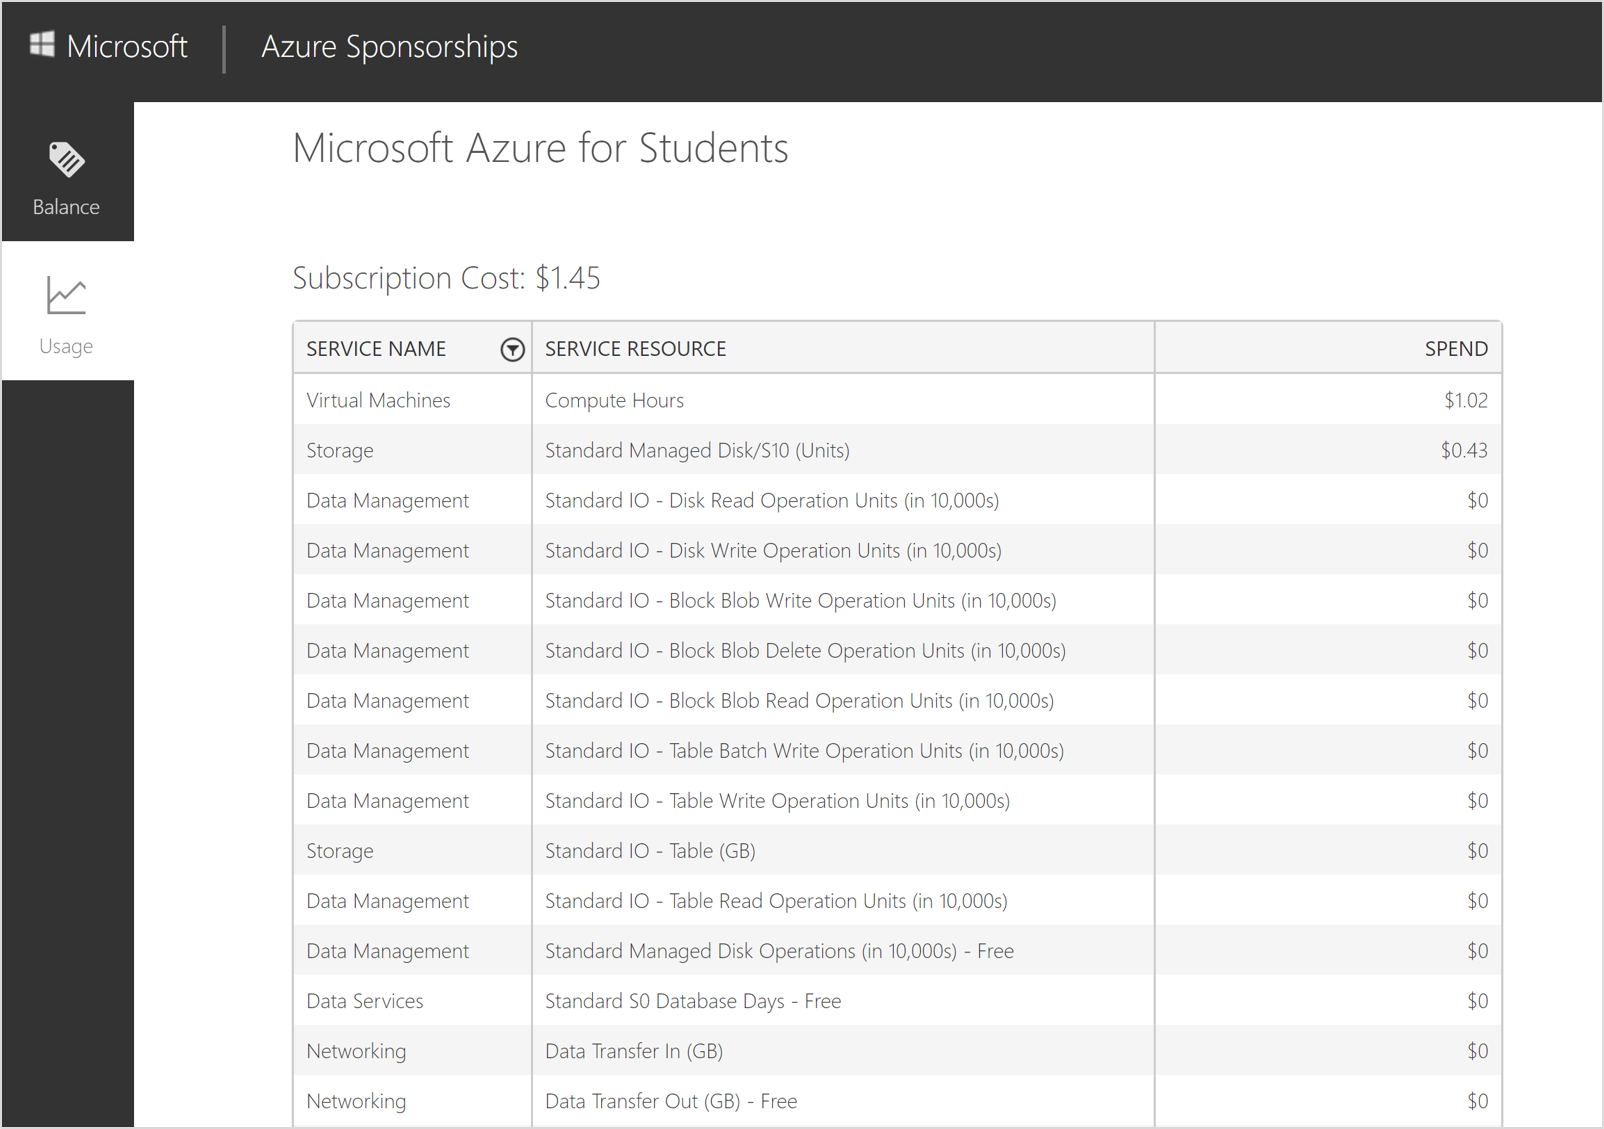 Microsoft | Azure Sponsorships
Balance
Usage
Microsoft Azure for Students
Subscription Cost: $1.45
SERVICE NAME SERVICE RESOURCE SPEND
Virtual Machines Compute Hours $1.02
Storage Standard Managed Disk/S10 (Units) $0.43
Data Management Standard IO - Disk Read Operation Units (in 10,000s) $0
Data Management Standard IO - Disk Write Operation Units (in 10,000s) $0
Data Management Standard IO - Block Blob Write Operation Units (in 10,000s) $0
Data Management Standard IO - Block Blob Delete Operation Units (in 10,000s) $0
Data Management Standard IO - Block Blob Read Operation Units (in 10,000s) $0
Data Management Standard IO - Table Batch Write Operation Units (in 10,000s) $0
Data Management Standard IO - Table Write Operation Units (in 10,000s) $0
Storage Standard IO - Table (GB) $0
Data Management Standard IO - Table Read Operation Units (in 10,000s) $0
Data Management Standard Managed Disk Operations (in 10,000s) - Free $0
Data Services Standard S0 Database Days - Free $0
Networking Data Transfer In (GB) $0
Networking Data Transfer Out (GB) - Free $0